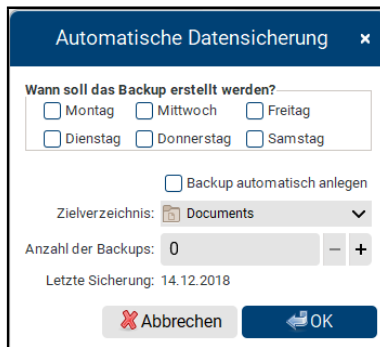 Automatische Datensicherung ×
Wann soll das Backup erstellt werden?
Montag Mittwoch Freitag
Dienstag Donnerstag Samstag
Backup automatisch anlegen
Zielverzeichnis: Documents
Anzahl der Backups: 0 − +
Letzte Sicherung: 14.12.2018
Abbrechen OK